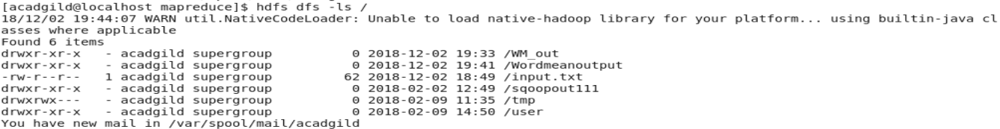 [acadgild@localhost mapreduce]$ hdfs dfs -ls /
18/12/02 19:44:07 WARN util.NativeCodeLoader: Unable to load native-hadoop library for your platform... using builtin-java cl
asses where applicable
Found 6 items
drwxr-xr-x   - acadgild supergroup          0 2018-12-02 19:33 /WM_out
drwxr-xr-x   - acadgild supergroup          0 2018-12-02 19:41 /Wordmeanoutput
-rw-r--r--   1 acadgild supergroup         62 2018-12-02 18:49 /input.txt
drwxr-xr-x   - acadgild supergroup          0 2018-02-02 12:49 /sqoopout111
drwxrwx---   - acadgild supergroup          0 2018-02-09 11:35 /tmp
drwxr-xr-x   - acadgild supergroup          0 2018-02-09 14:50 /user
You have new mail in /var/spool/mail/acadgild